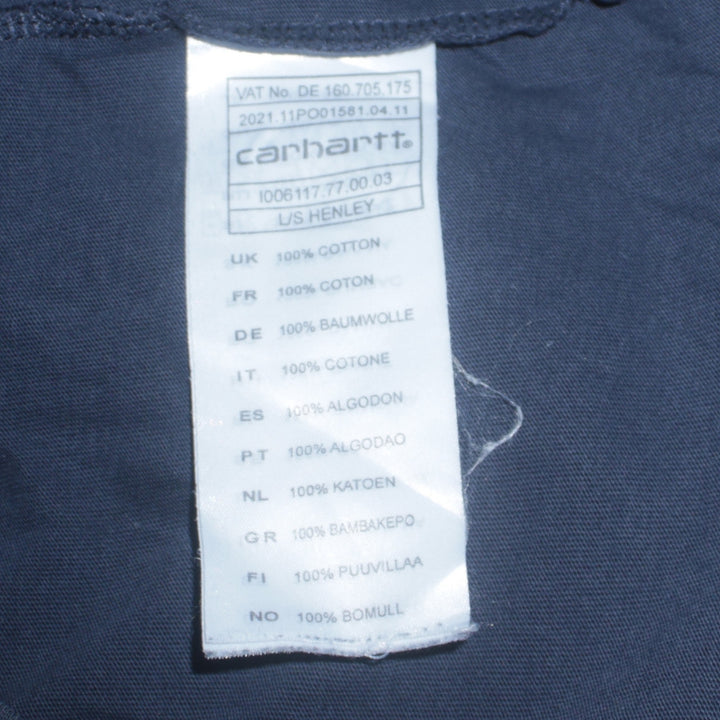 VAT No. DE 160.705.175
2021.11PO01581.04.11
carhartt®
I006117.77.00.03
L/S HENLEY
UK 100% COTTON
FR 100% COTON
DE 100% BAUMWOLLE
IT 100% COTONE
ES 100% ALGODON
PT 100% ALGODAO
NL 100% KATOEN
GR 100% BAMBAKEPO
FI 100% PUUVILLAA
NO 100% BOMULL